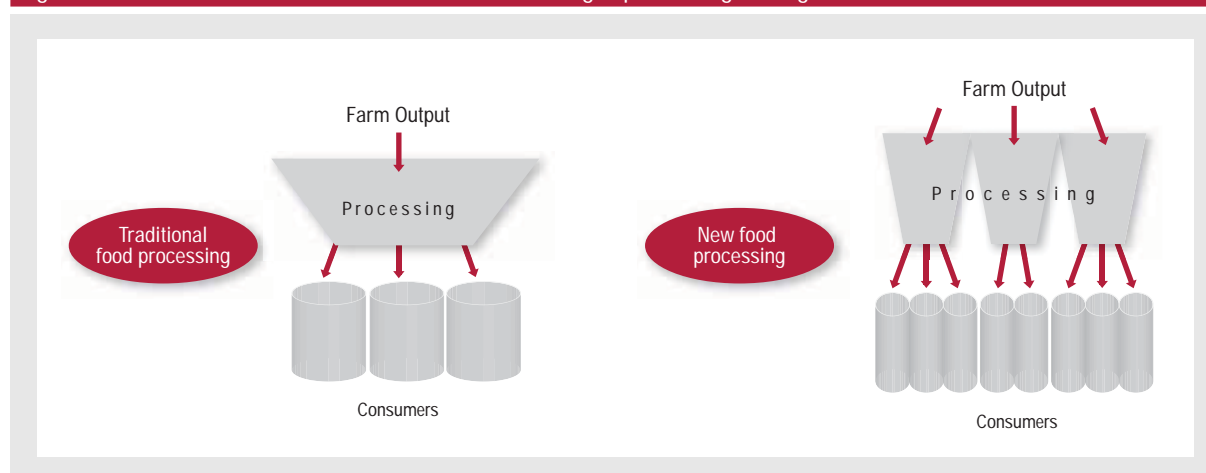 Farm Output
Processing
Traditional
food processing
Consumers
Farm Output
Processing
New food
processing
Consumers